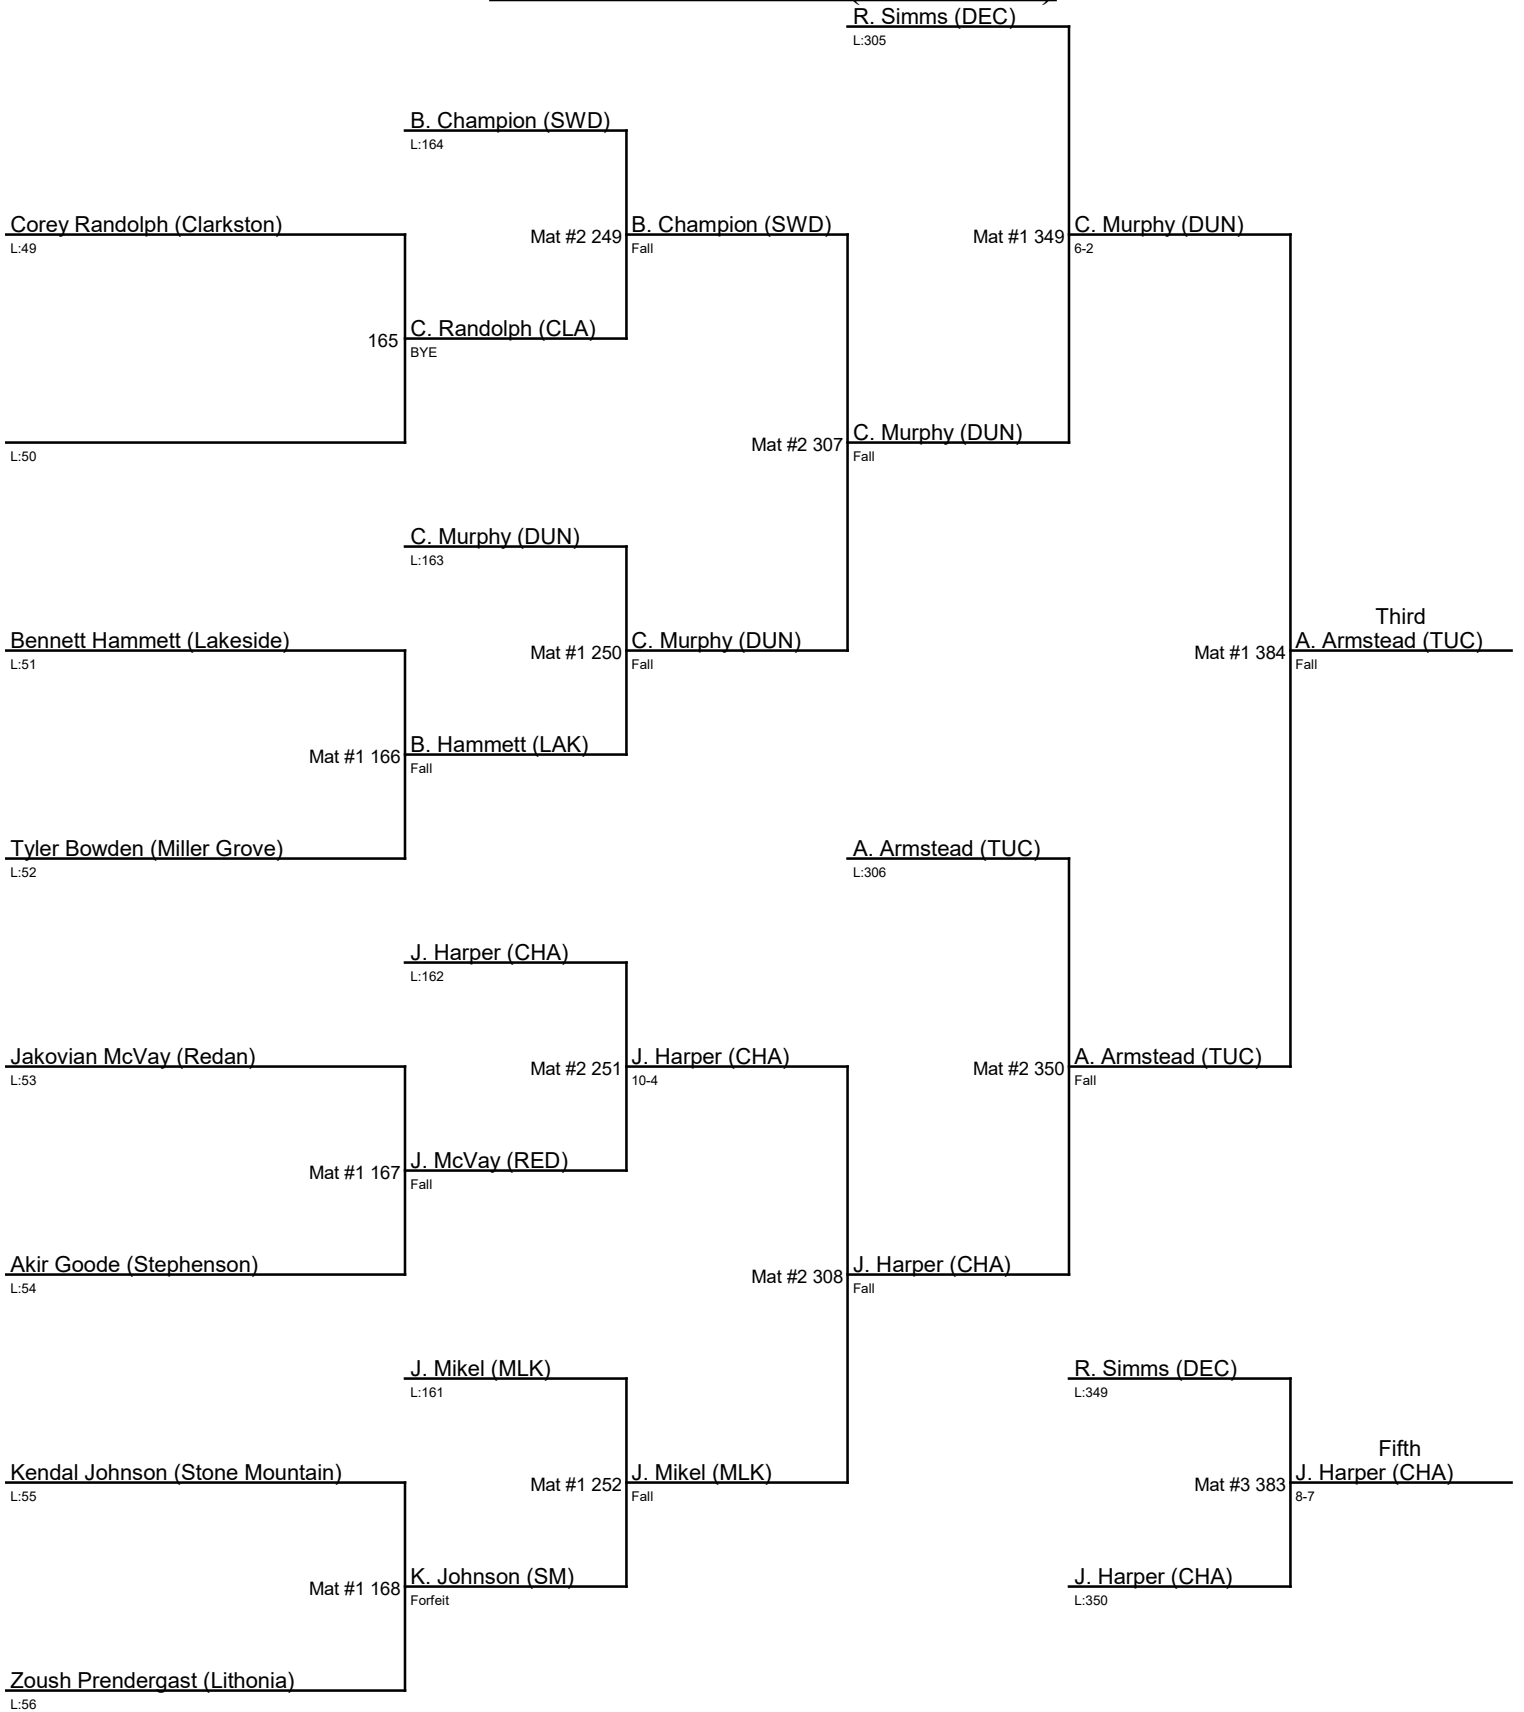 R. Simms (DEC)
L:305
B. Champion (SWD)
L:164
Corey Randolph (Clarkston)
L:49
Mat #2 249
B. Champion (SWD)
Fall
Mat #1 349
C. Murphy (DUN)
6-2
165
C. Randolph (CLA)
BYE
L:50
Mat #2 307
C. Murphy (DUN)
Fall
C. Murphy (DUN)
L:163
Third
Bennett Hammett (Lakeside)
L:51
Mat #1 250
C. Murphy (DUN)
Fall
Mat #1 384
A. Armstead (TUC)
Fall
Mat #1 166
B. Hammett (LAK)
Fall
Tyler Bowden (Miller Grove)
L:52
A. Armstead (TUC)
L:306
J. Harper (CHA)
L:162
Jakovian McVay (Redan)
L:53
Mat #2 251
J. Harper (CHA)
10-4
Mat #2 350
A. Armstead (TUC)
Fall
Mat #1 167
J. McVay (RED)
Fall
Akir Goode (Stephenson)
L:54
Mat #2 308
J. Harper (CHA)
Fall
J. Mikel (MLK)
L:161
R. Simms (DEC)
L:349
Fifth
Kendal Johnson (Stone Mountain)
L:55
Mat #1 252
J. Mikel (MLK)
Fall
Mat #3 383
J. Harper (CHA)
8-7
Mat #1 168
K. Johnson (SM)
Forfeit
J. Harper (CHA)
L:350
Zoush Prendergast (Lithonia)
L:56